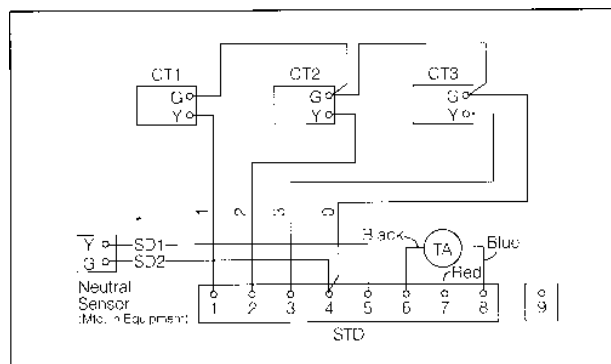 CT1 CT2 CT3
G G G
Y Y Y
1 2 3
Black TA Blue
Y SD1
G SD2 Red
Neutral
Sensor
1 2 3 4 5 6 7 8 9
STD